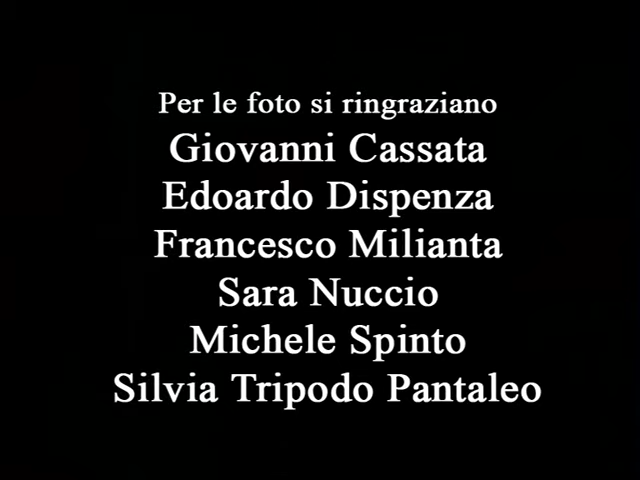 Per le foto si ringraziano
Giovanni Cassata
Edoardo Dispenza
Francesco Milianta
Sara Nuccio
Michele Spinto
Silvia Tripodo Pantaleo